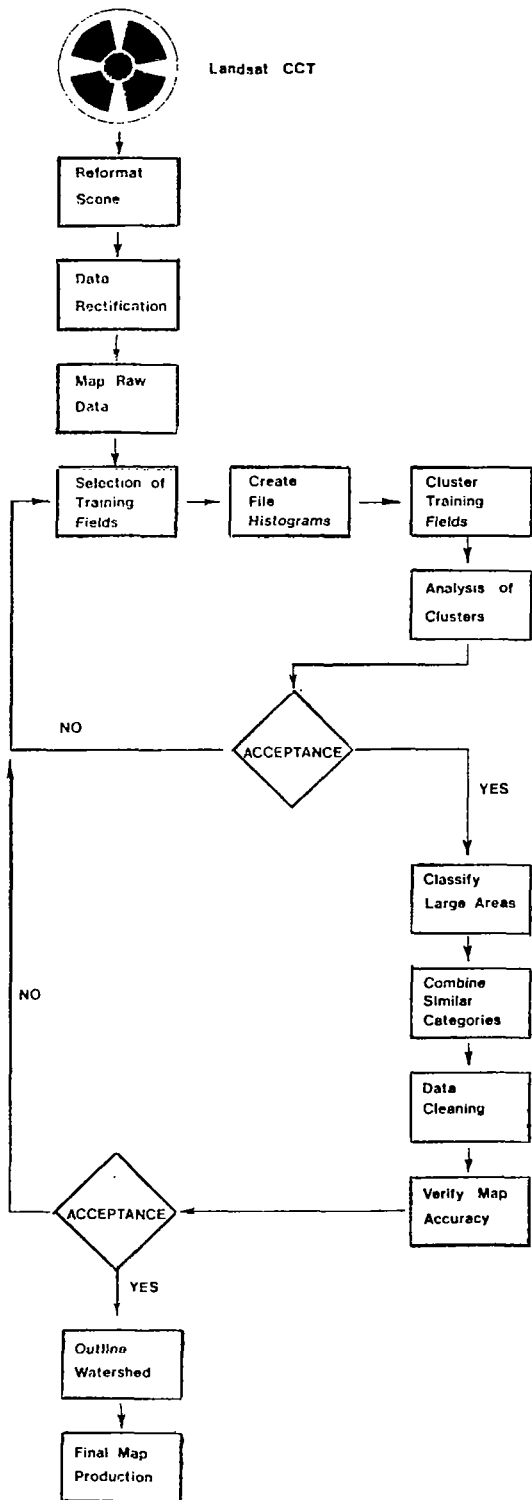 Landsat CCT
Reformat
Scene
Data
Rectification
Map Raw
Data
Selection of
Training
Fields
Create
File
Histograms
Cluster
Training
Fields
Analysis of
Clusters
NO
ACCEPTANCE
YES
Classify
Large Areas
Combine
Similar
Categories
NO
Data
Cleaning
Verify Map
Accuracy
ACCEPTANCE
YES
Outline
Watershed
Final Map
Production